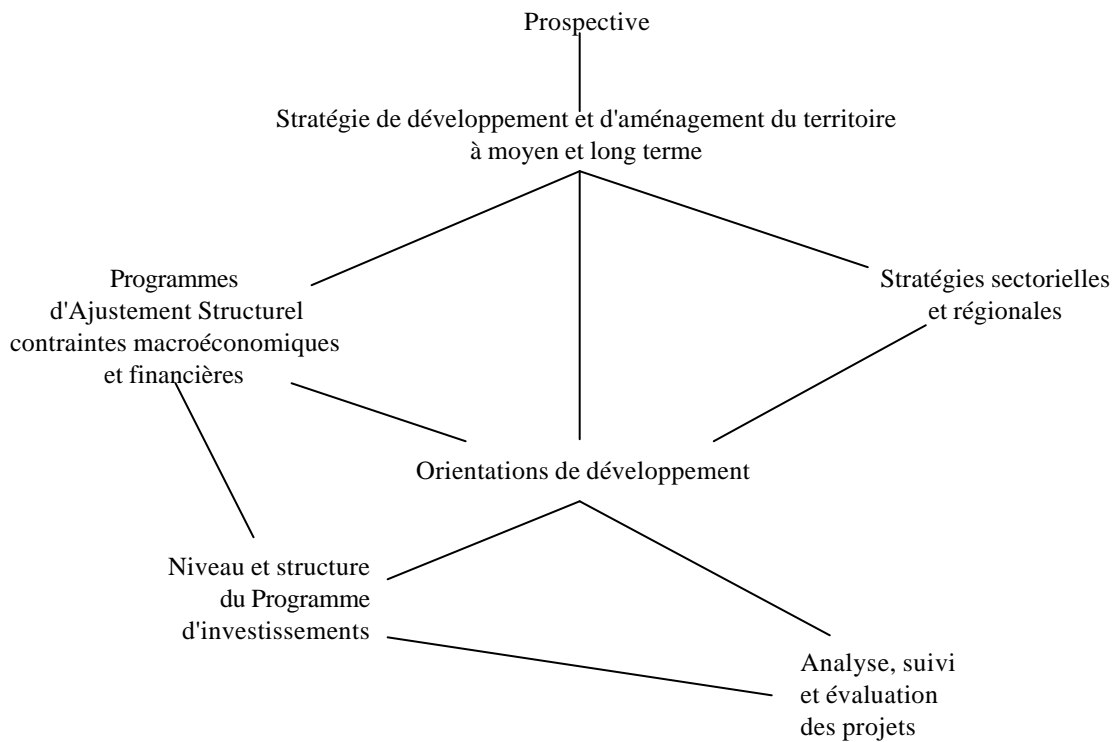 Prospective
Stratégie de développement et d'aménagement du territoire
à moyen et long terme
Programmes
d'Ajustement Structurel
contraintes macroéconomiques
et financières
Stratégies sectorielles
et régionales
Orientations de développement
Niveau et structure
du Programme
d'investissements
Analyse, suivi
et évaluation
des projets